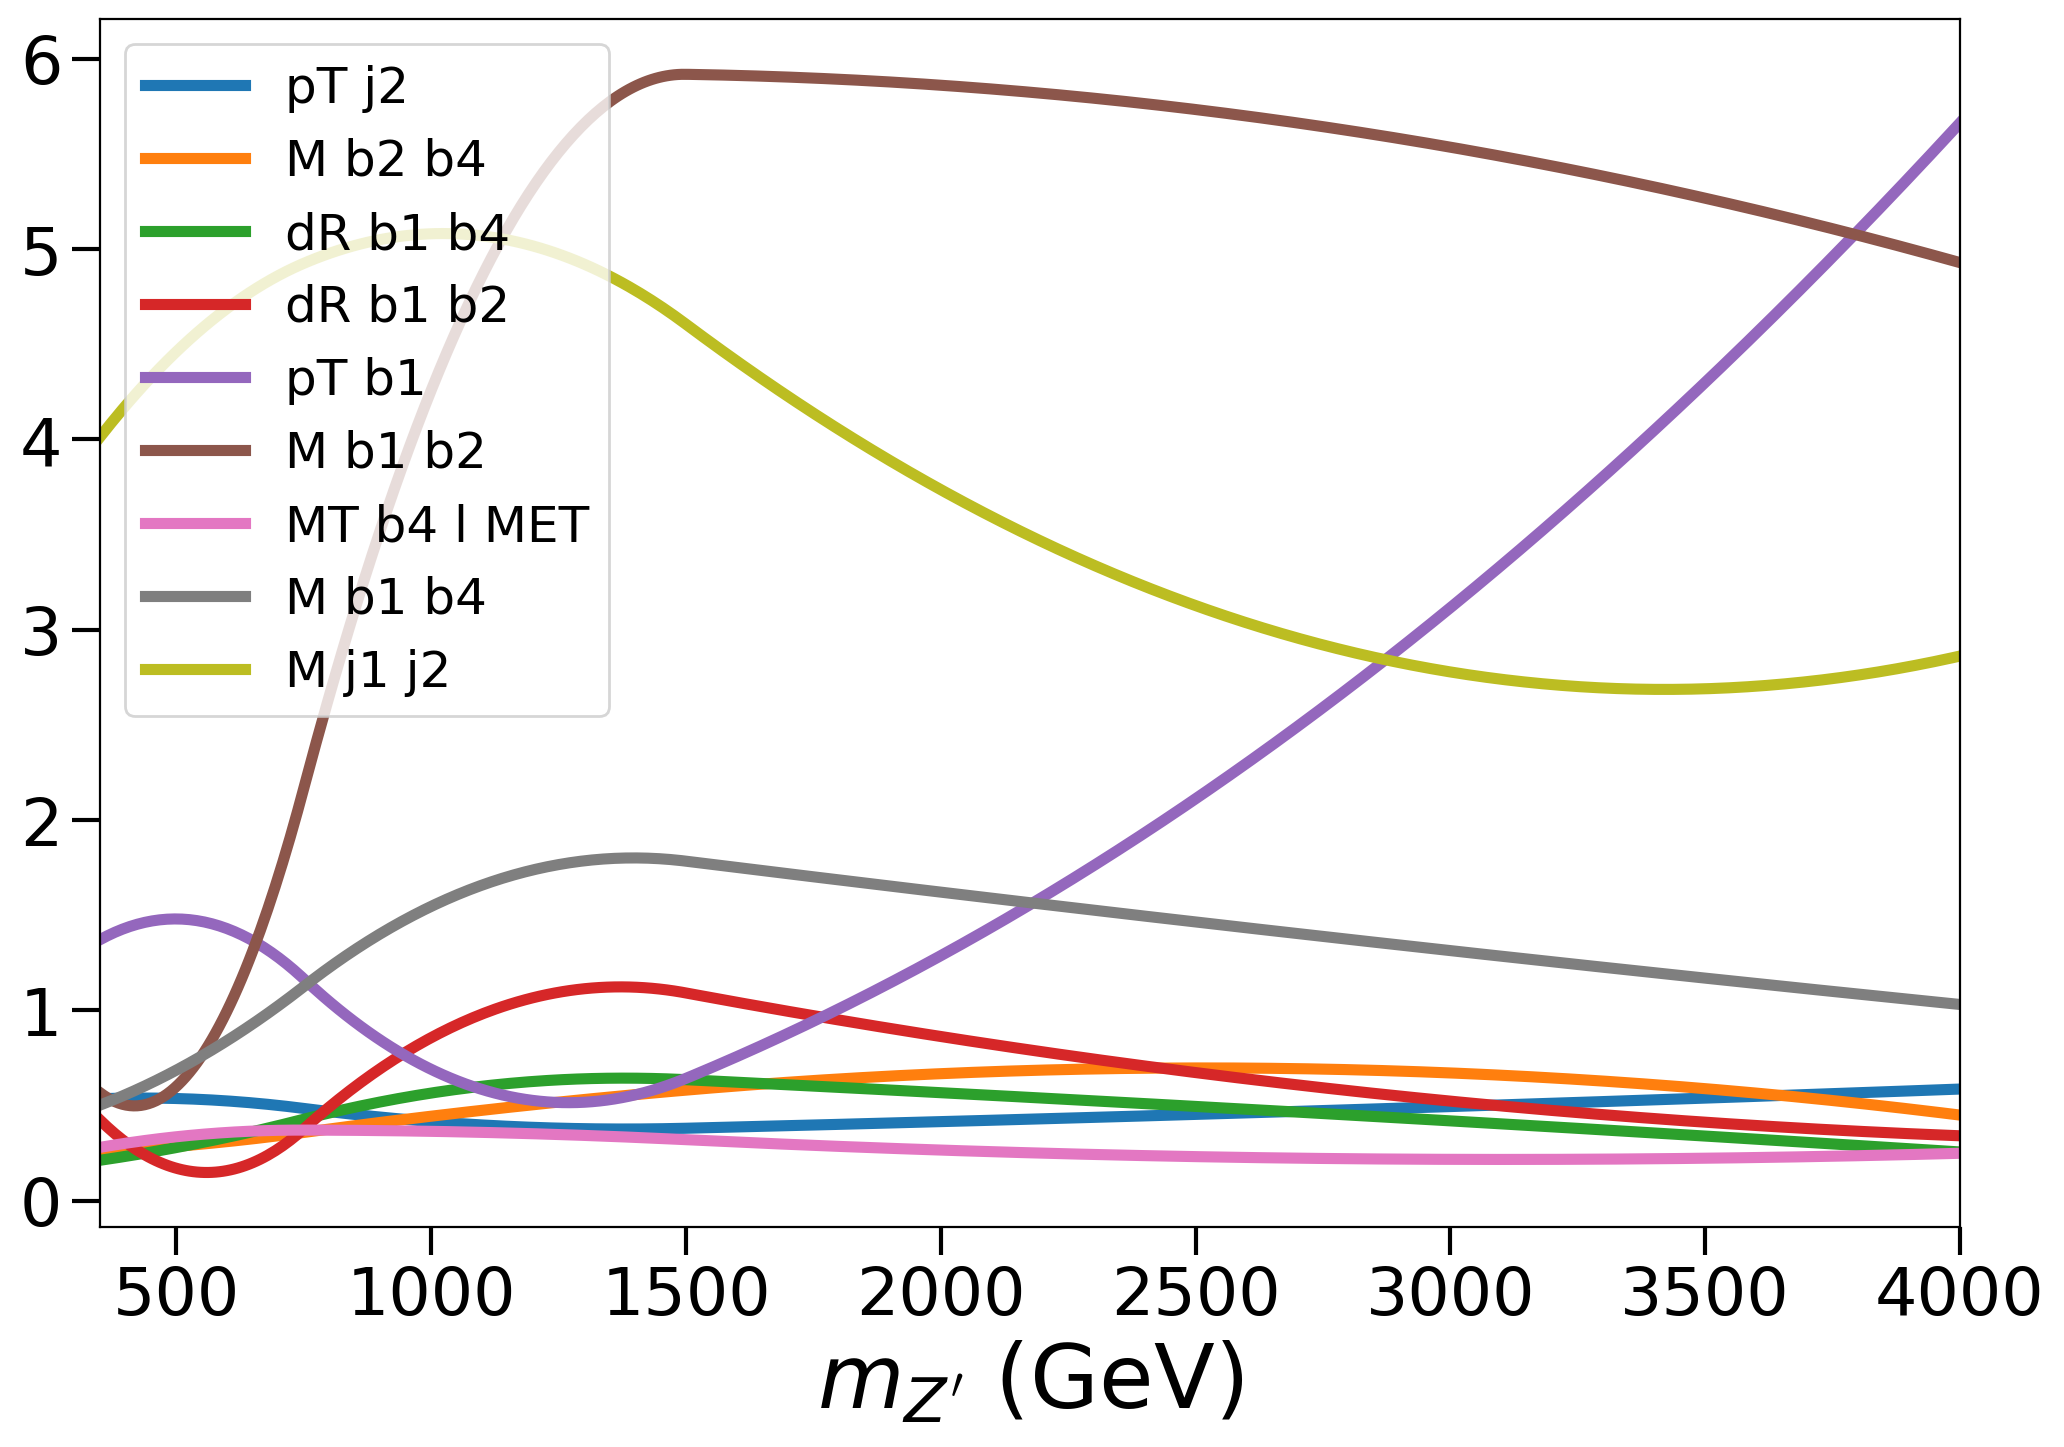 6
5
4
3
2
1
0
pT j2
M b2 b4
dR b1 b4
dR b1 b2
pT b1
M b1 b2
MT b4 l MET
M b1 b4
M j1 j2
500 1000 1500 2000 2500 3000 3500 4000
m_{Z'} (GeV)